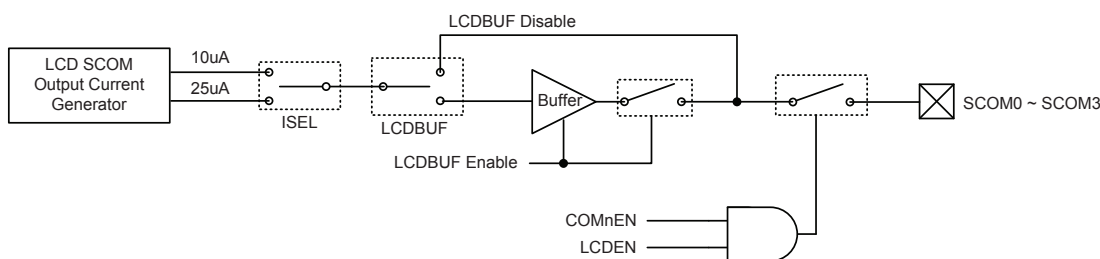 LCDBUF Disable
LCD SCOM
Output Current
Generator
10uA
25uA
ISEL
LCDBUF
Buffer
SCOM0 ~ SCOM3
LCDBUF Enable
COMnEN
LCDEN